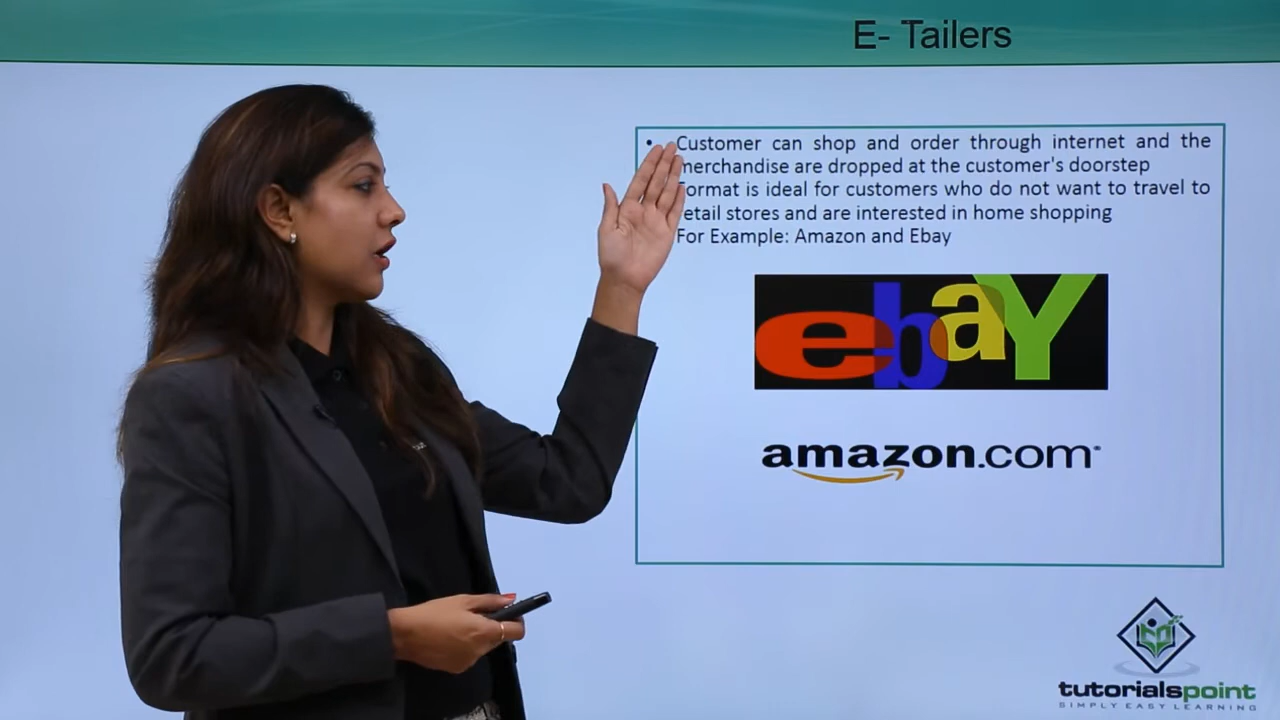 E- Tailers
• Customer can shop and order through internet and the
merchandise are dropped at the customer's doorstep
Format is ideal for customers who do not want to travel to
retail stores and are interested in home shopping
For Example: Amazon and Ebay
ebaY
amazon.com
tutorialspoint
SIMPLY EASY LEARNING